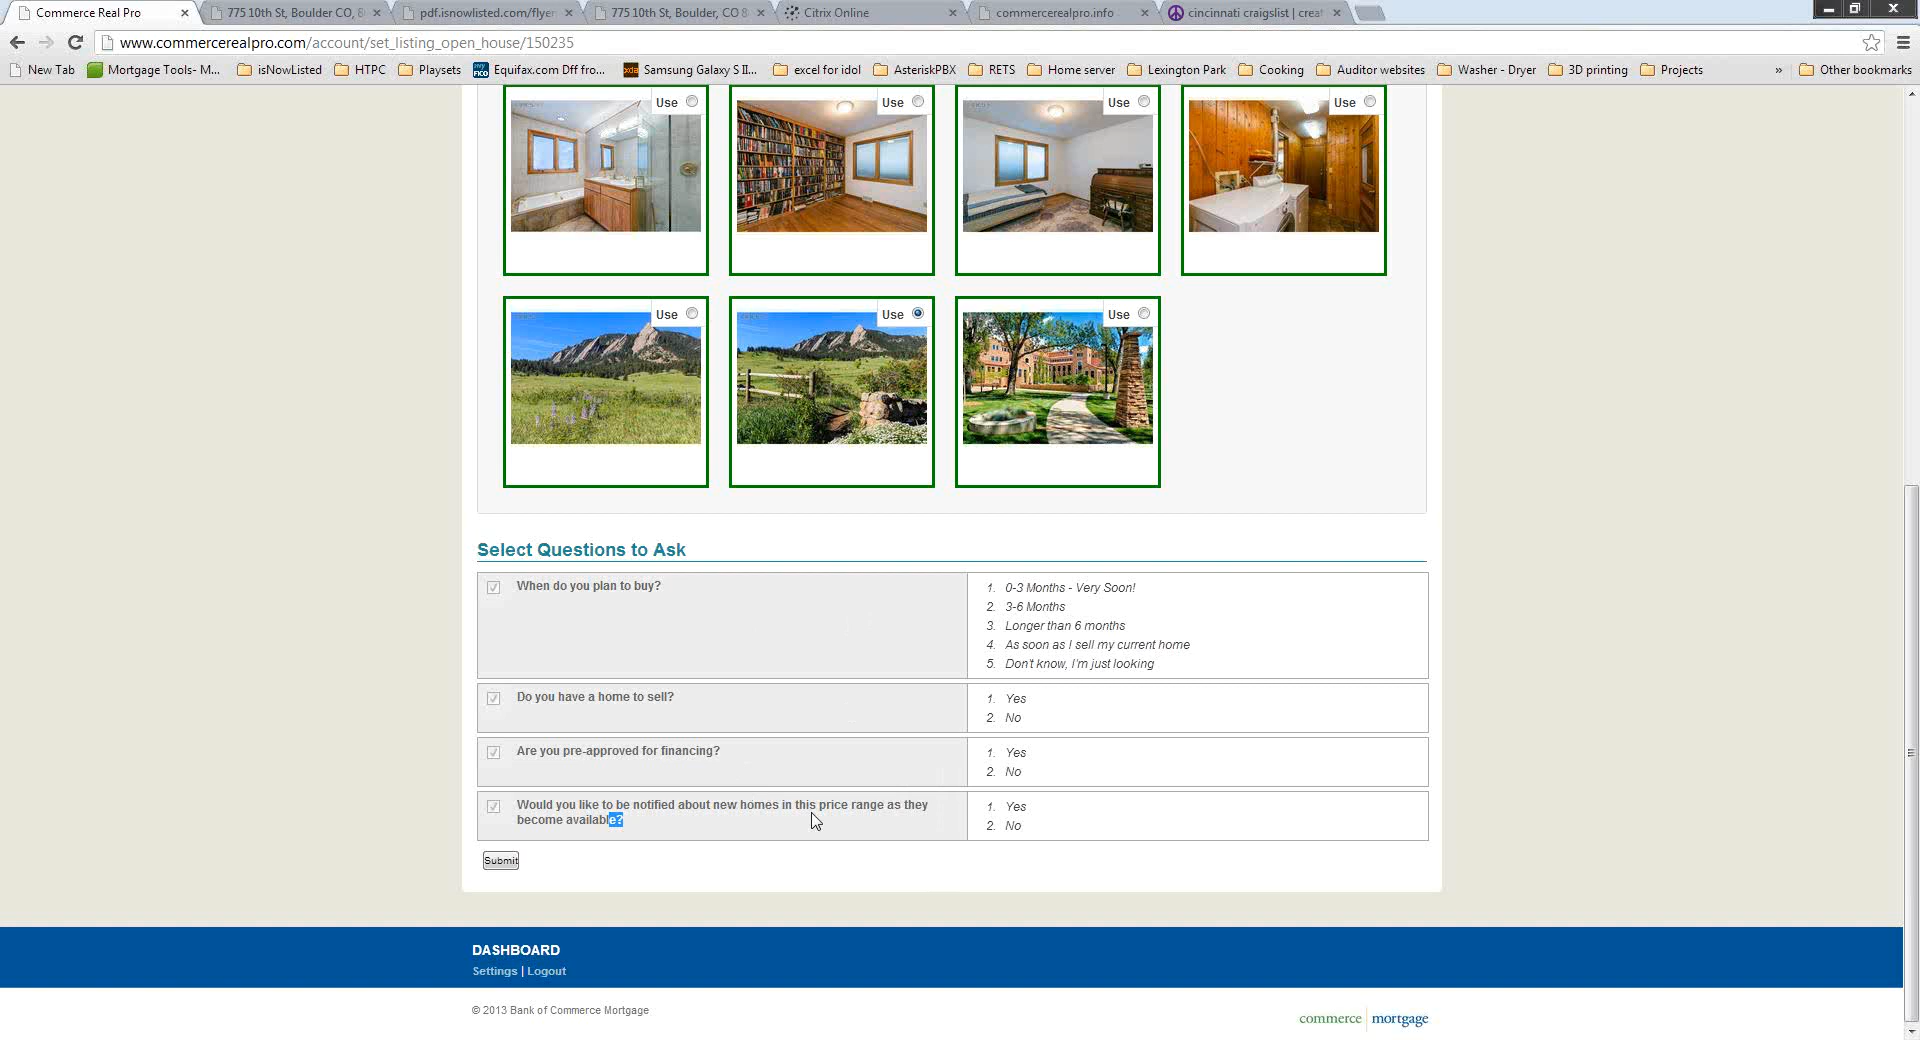 Commerce Real Pro
775 10th St, Boulder CO, 8
pdf.isnowlisted.com/flyer
775 10th St, Boulder, CO 8
Citrix Online
commercerealpro.info
cincinnati craigslist | creat
www.commercerealpro.com/account/set_listing_open_house/150235
New Tab
Mortgage Tools- M...
isNowListed
HTPC
Playsets
my FICO
Equifax.com Dff fro...
xda
Samsung Galaxy S II...
excel for idol
AsteriskPBX
RETS
Home server
Lexington Park
Cooking
Auditor websites
Washer - Dryer
3D printing
Projects
»
Other bookmarks
Use
Use
Use
Use
Use
Use
Use
Select Questions to Ask
When do you plan to buy?
1. 0-3 Months - Very Soon!
2. 3-6 Months
3. Longer than 6 months
4. As soon as I sell my current home
5. Don't know, I'm just looking
Do you have a home to sell?
1. Yes
2. No
Are you pre-approved for financing?
1. Yes
2. No
Would you like to be notified about new homes in this price range as they
become available?
1. Yes
2. No
Submit
DASHBOARD
Settings | Logout
© 2013 Bank of Commerce Mortgage
commerce | mortgage